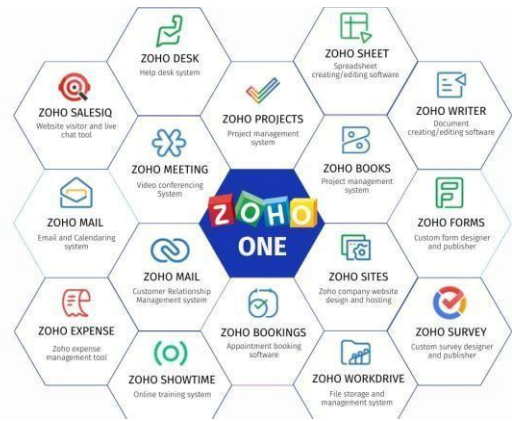 ZOHO DESK
Help desk system
ZOHO SHEET
Spreadsheet
creating/editing software
ZOHO SALESIQ
Website visitor and live
chat tool
ZOHO PROJECTS
Project management
system
ZOHO WRITER
Document
creating/editing software
ZOHO MEETING
Video conferencing
System
ZOHO BOOKS
Project management
system
ZOHO MAIL
Email and Calendaring
system
ZOHO
ONE
ZOHO FORMS
Custom form designer
and publisher
ZOHO MAIL
Customer Relationship
Management system
ZOHO SITES
Zoho company website
design and hosting
ZOHO EXPENSE
Zoho expense
management tool
ZOHO BOOKINGS
Appointment booking
software
ZOHO SURVEY
Custom survey designer
and publisher
ZOHO SHOWTIME
Online training system
ZOHO WORKDRIVE
File storage and
management system